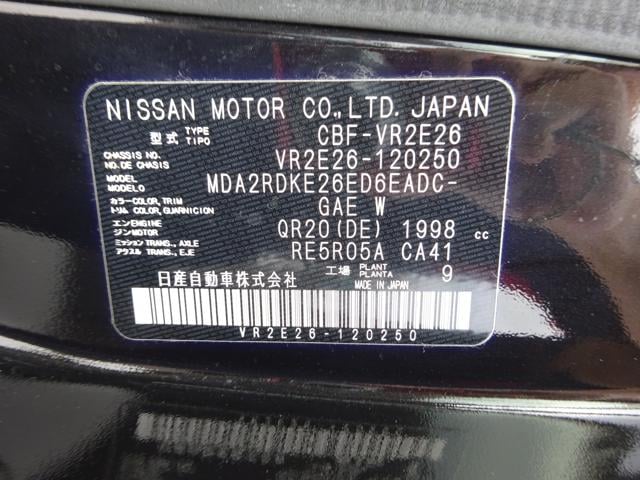 NISSAN MOTOR CO.,LTD. JAPAN
型式 TYPE TIPO CBF-VR2E26
CHASSIS NO. NO. DE CHASSIS VR2E26-120250
MDA2RDKE26ED6EADC-
カラー COLOR, TRIM トリム COLOR, GUARNICION GAE W
エンジン ENGINE MOTOR QR20(DE) 1998 cc
ミッション TRANS., AXLE アクスル TRANS., EJE RE5R05A CA41
日産自動車株式会社 工場 PLANT PLANTA 9
MADE IN JAPAN
VR2E26-120250